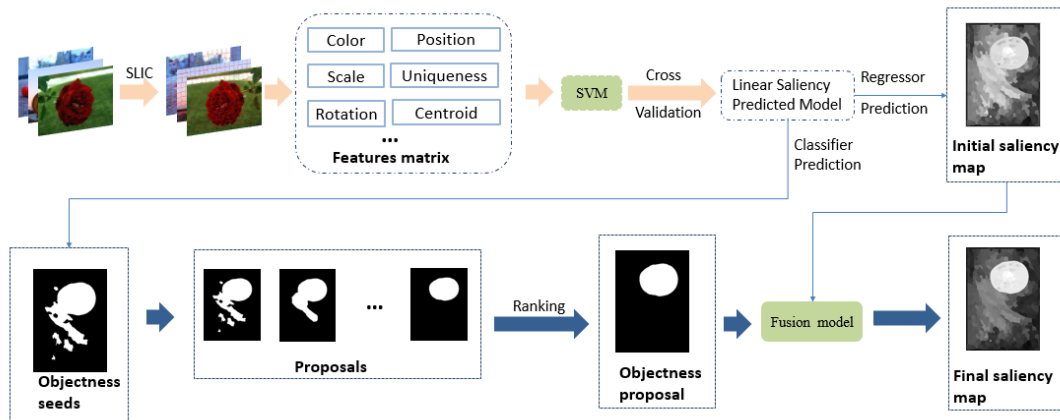 SLIC
Color
Position
Scale
Uniqueness
Rotation
Centroid
...
Features matrix
SVM
Cross
Validation
Linear Saliency
Predicted Model
Regressor
Prediction
Initial saliency
map
Classifier
Prediction
Objectness
seeds
...
Proposals
Ranking
Objectness
proposal
Fusion model
Final saliency
map